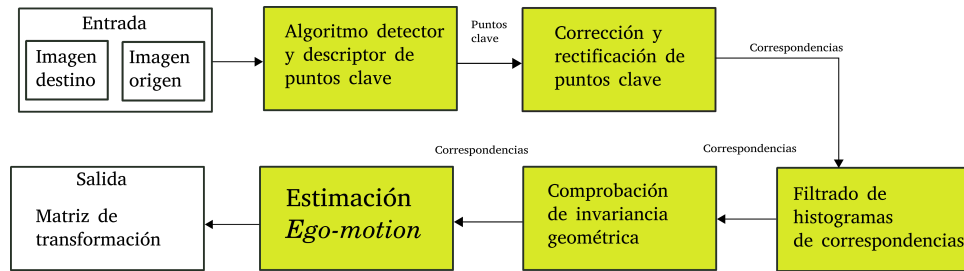 Entrada
Imagen
destino
Imagen
origen
Algoritmo detector
y descriptor de
puntos clave
Puntos
clave
Corrección y
rectificación de
puntos clave
Correspondencias
Filtrado de
histogramas
de correspondencias
Correspondencias
Comprobación
de invariancia
geométrica
Correspondencias
Estimación
Ego-motion
Salida
Matriz de
transformación